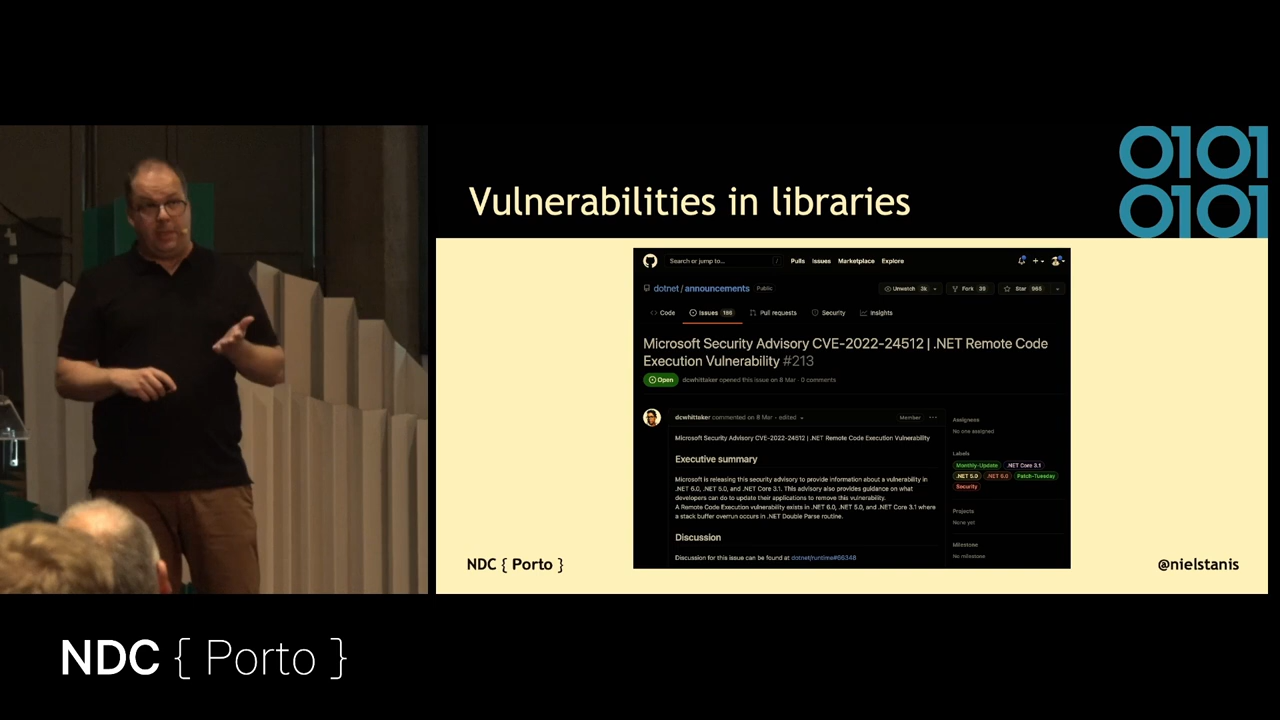 0101
0101
Vulnerabilities in libraries
Search or jump to... /
Pulls Issues Marketplace Explore
dotnet / announcements Public
Unwatch 3k Fork 39 Star 965
Code Issues 186 Pull requests Security Insights
Microsoft Security Advisory CVE-2022-24512 | .NET Remote Code
Execution Vulnerability #213
Open dcwhittaker opened this issue on 8 Mar · 0 comments
dcwhittaker commented on 8 Mar • edited Member ...
Microsoft Security Advisory CVE-2022-24512 | .NET Remote Code Execution Vulnerability
Executive summary
Microsoft is releasing this security advisory to provide information about a vulnerability in
.NET 6.0, .NET 5.0, and .NET Core 3.1. This advisory also provides guidance on what
developers can do to update their applications to remove this vulnerability.
A Remote Code Execution vulnerability exists in .NET 6.0, .NET 5.0, and .NET Core 3.1 where
a stack buffer overrun occurs in .NET Double Parse routine.
Discussion
Discussion for this issue can be found at dotnet/runtime#66348
Assignees
No one assigned
Labels
Monthly-Update .NET Core 3.1
.NET 5.0 .NET 6.0 Patch-Tuesday
Security
Projects
None yet
Milestone
No milestone
NDC { Porto }
@nielstanis
NDC { Porto }